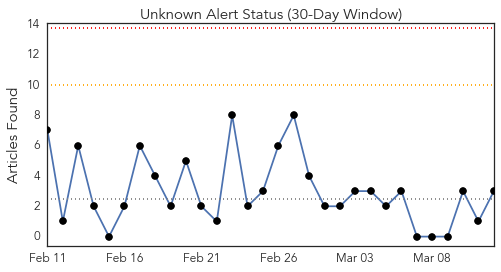 Unknown Alert Status (30-Day Window)
14
12
10
8
6
4
2
0
Articles Found
Feb 11 Feb 16 Feb 21 Feb 26 Mar 03 Mar 08